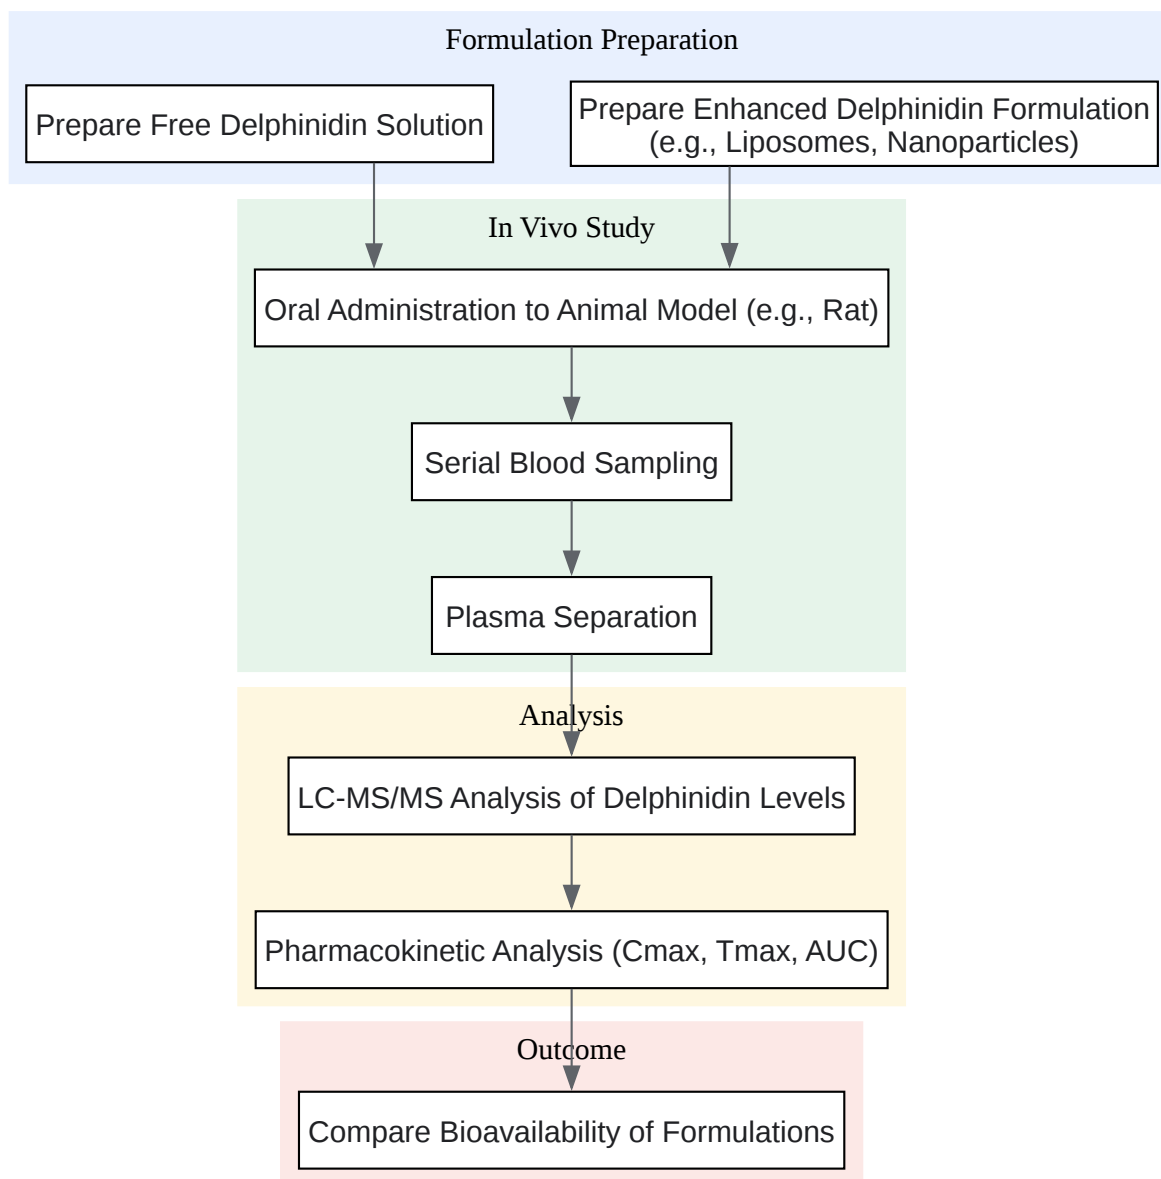 Formulation Preparation
Prepare Free Delphinidin Solution
Prepare Enhanced Delphinidin Formulation
(e.g., Liposomes, Nanoparticles)
In Vivo Study
Oral Administration to Animal Model (e.g., Rat)
Serial Blood Sampling
Plasma Separation
Analysis
LC-MS/MS Analysis of Delphinidin Levels
Pharmacokinetic Analysis (Cmax, Tmax, AUC)
Outcome
Compare Bioavailability of Formulations